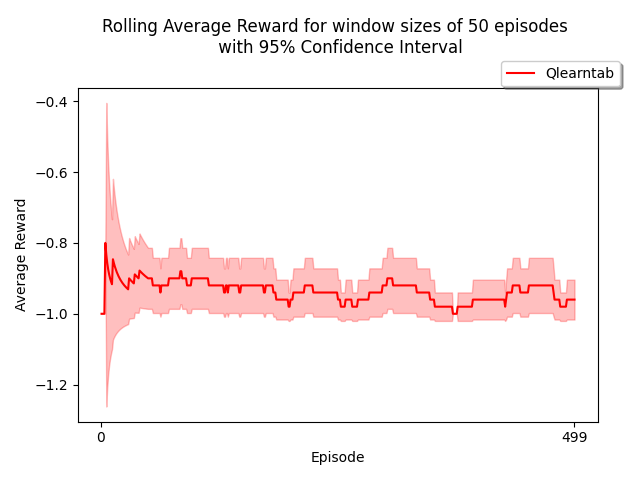 Rolling Average Reward for window sizes of 50 episodes
with 95% Confidence Interval
Qlearntab
Average Reward
−0.4
−0.6
−0.8
−1.0
−1.2
0
499
Episode